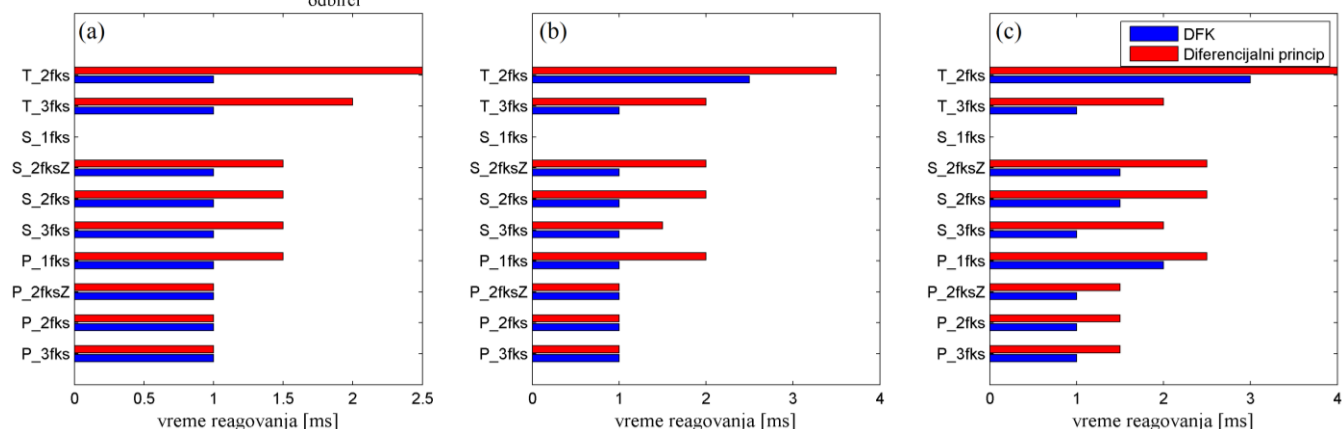 odbirci
(a)
T_2fks
T_3fks
S_1fks
S_2fksZ
S_2fks
S_3fks
P_1fks
P_2fksZ
P_2fks
P_3fks
0 0.5 1 1.5 2 2.5
vreme reagovanja [ms]
(b)
T_2fks
T_3fks
S_1fks
S_2fksZ
S_2fks
S_3fks
P_1fks
P_2fksZ
P_2fks
P_3fks
0 1 2 3 4
vreme reagovanja [ms]
(c)
DFK
Diferencijalni princip
T_2fks
T_3fks
S_1fks
S_2fksZ
S_2fks
S_3fks
P_1fks
P_2fksZ
P_2fks
P_3fks
0 1 2 3 4
vreme reagovanja [ms]